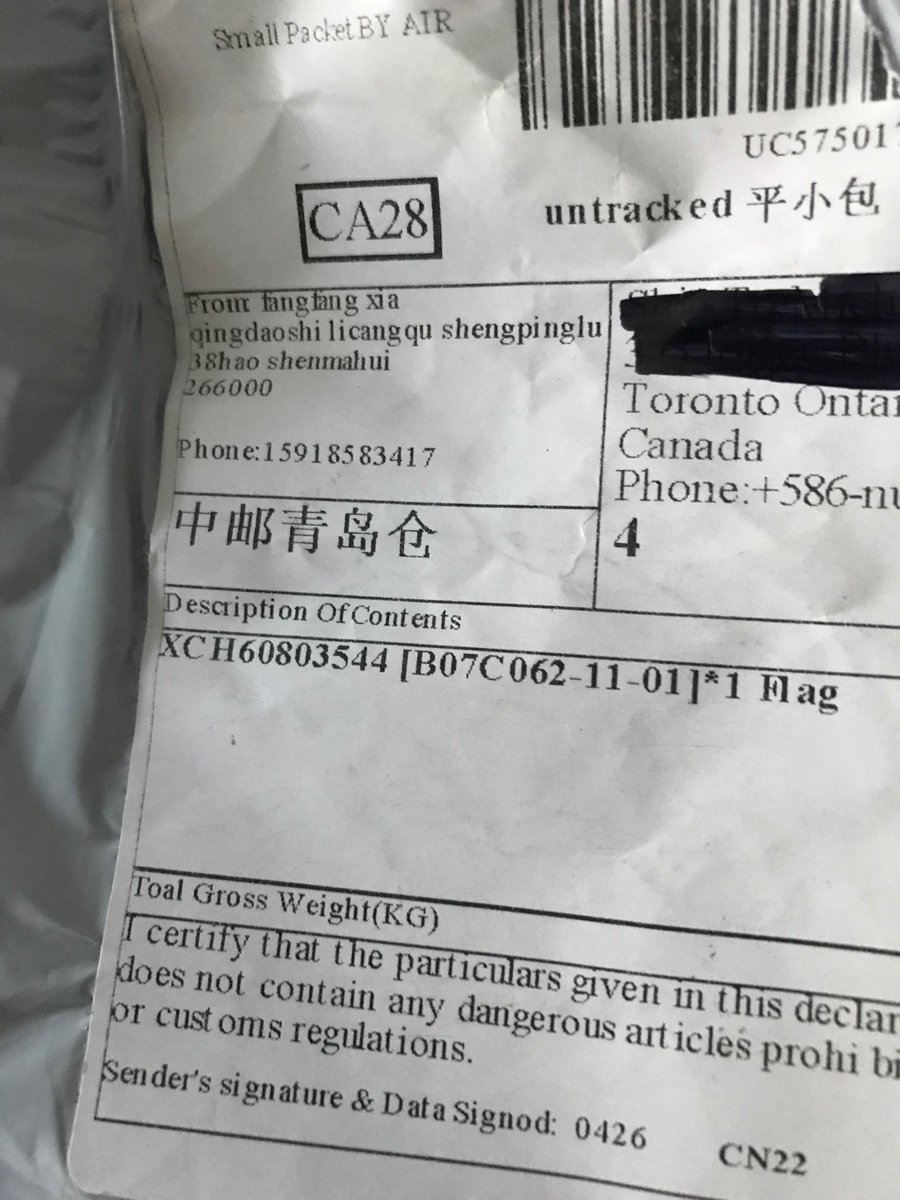 Small Packet BY AIR
UC575017
CA28
untracked 平小包
From: fangfang xia
qingdaoshi licangqu shengpinglu
38hao shenmahui
266000
Phone:15918583417
Toronto Ontar
Canada
Phone:+586-nu
4
中邮青岛仓
Description Of Contents
XCH60803544 [B07C062-11-01]*1 Flag
Toal Gross Weight(KG)
I certify that the particulars given in this declar
does not contain any dangerous articles prohibi
or customs regulations.
Sender's signature & Data Signod: 0426
CN22